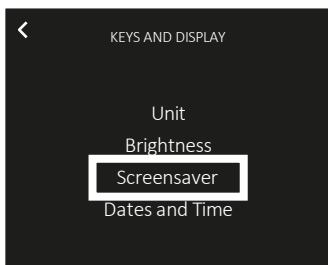 KEYS AND DISPLAY
Unit
Brightness
Screensaver
Dates and Time